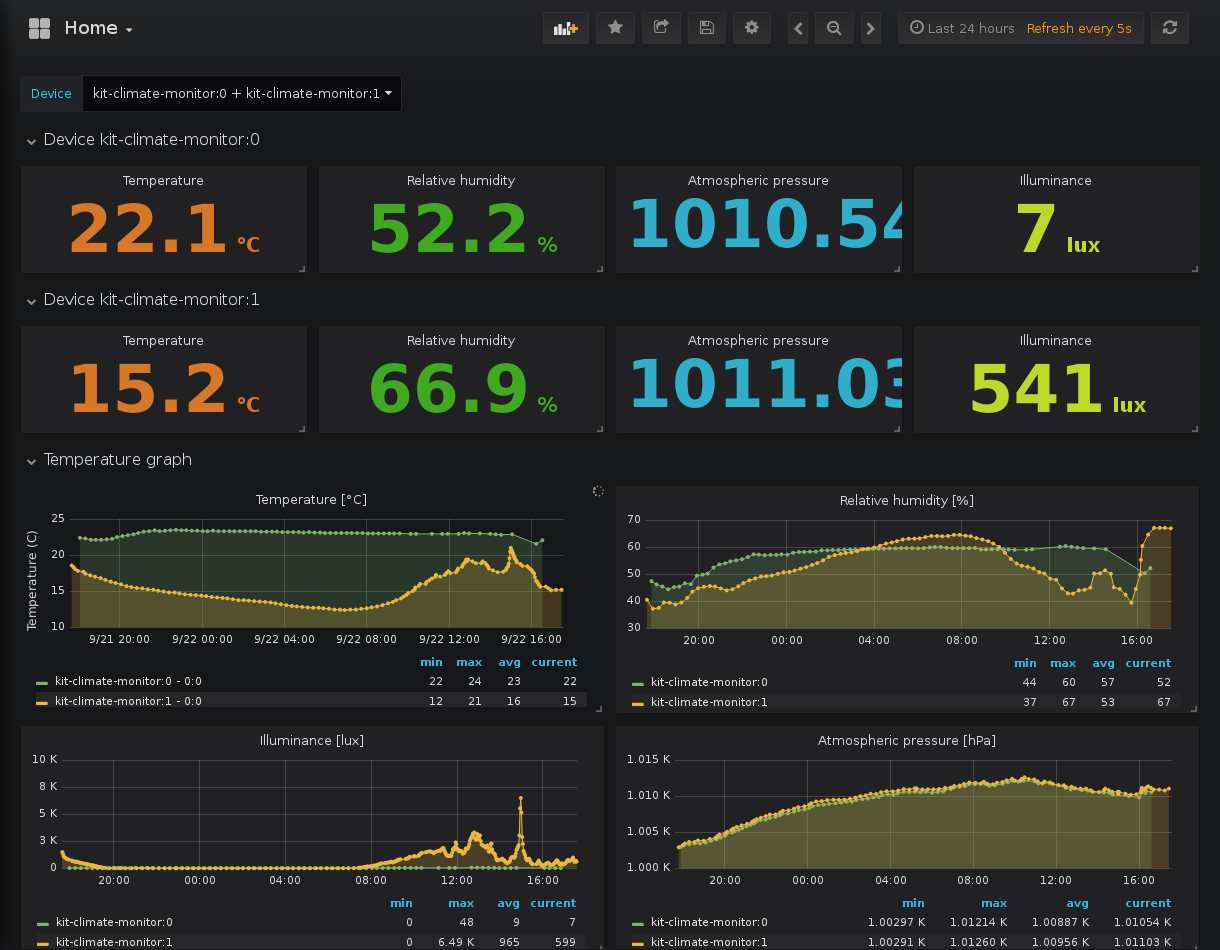 Home
Last 24 hours Refresh every 5s
Device kit-climate-monitor:0 + kit-climate-monitor:1
Device kit-climate-monitor:0
Temperature
22.1 °C
Relative humidity
52.2 %
Atmospheric pressure
1010.54
Illuminance
7 lux
Device kit-climate-monitor:1
Temperature
15.2 °C
Relative humidity
66.9 %
Atmospheric pressure
1011.03
Illuminance
541 lux
Temperature graph
Temperature [°C]
Temperature (C)
25
20
15
10
9/21 20:00 9/22 00:00 9/22 04:00 9/22 08:00 9/22 12:00 9/22 16:00
min max avg current
kit-climate-monitor:0 - 0:0 22 24 23 22
kit-climate-monitor:1 - 0:0 12 21 16 15
Relative humidity [%]
70
60
50
40
30
20:00 00:00 04:00 08:00 12:00 16:00
min max avg current
kit-climate-monitor:0 44 60 57 52
kit-climate-monitor:1 37 67 53 67
Illuminance [lux]
10 K
8 K
5 K
3 K
0
20:00 00:00 04:00 08:00 12:00 16:00
min max avg current
kit-climate-monitor:0 0 48 9 7
kit-climate-monitor:1 0 6.49 K 965 599
Atmospheric pressure [hPa]
1.015 K
1.010 K
1.005 K
1.000 K
20:00 00:00 04:00 08:00 12:00 16:00
min max avg current
kit-climate-monitor:0 1.00297 K 1.01214 K 1.00887 K 1.01054 K
kit-climate-monitor:1 1.00291 K 1.01260 K 1.00956 K 1.01103 K